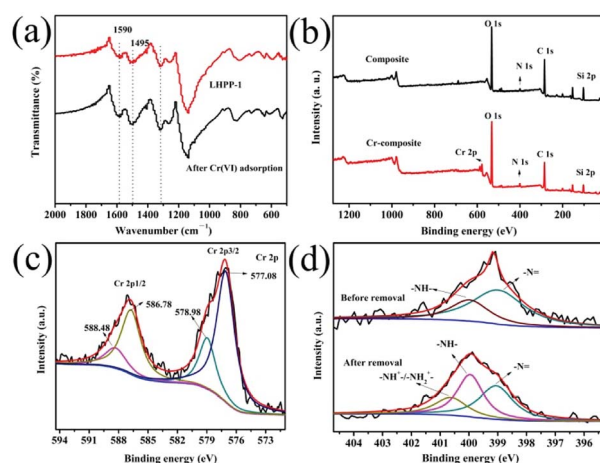 (a)
1590
1495
LHPP-1
After Cr(VI) adsorption
Transmittance (%)
2000 1800 1600 1400 1200 1000 800 600
Wavenumber (cm⁻¹)
(b)
O 1s
Composite
N 1s
C 1s
Si 2p
O 1s
Cr-composite
Cr 2p
N 1s
C 1s
Si 2p
Intensity (a. u.)
1200 1000 800 600 400 200 0
Binding energy (eV)
(c)
Cr 2p3/2
Cr 2p
577.08
Cr 2p1/2
586.78
578.98
588.48
Intensity (a.u.)
594 591 588 585 582 579 576 573
Binding energy (eV)
(d)
-NH-
-N=
Before removal
After removal
-NH-
-NH⁺-/-NH₂⁺-
-N=
Intensity (a.u.)
404 403 402 401 400 399 398 397 396
Binding energy (eV)